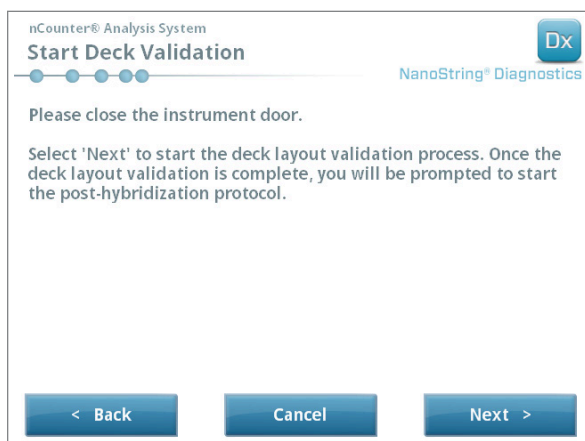 nCounter® Analysis System
Start Deck Validation
Dx
NanoString® Diagnostics
Please close the instrument door.
Select 'Next' to start the deck layout validation process. Once the
deck layout validation is complete, you will be prompted to start
the post-hybridization protocol.
< Back
Cancel
Next >